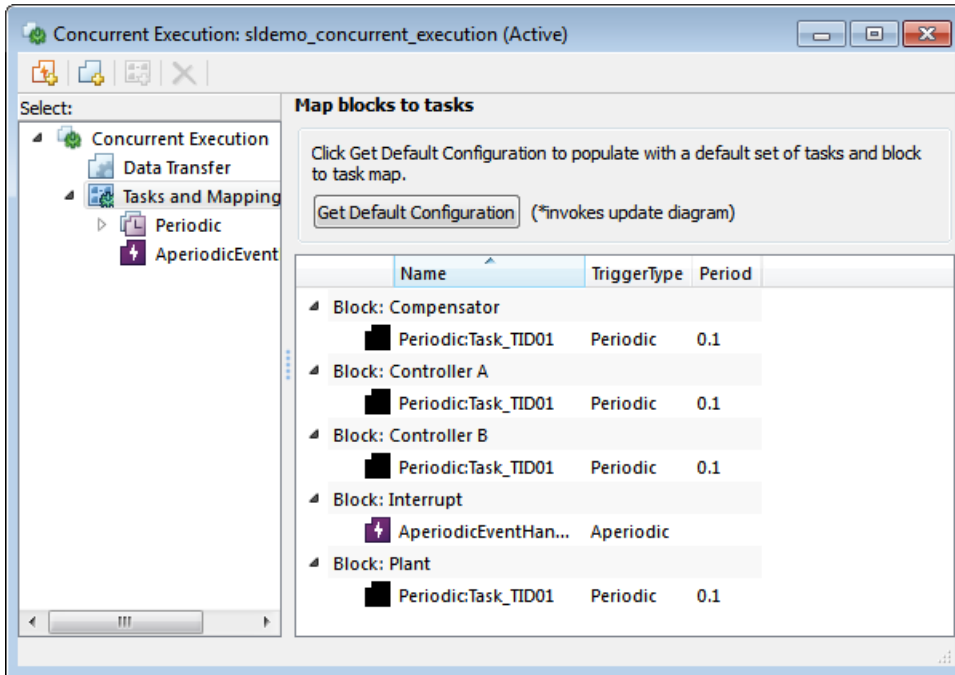 Concurrent Execution: sldemo_concurrent_execution (Active)
Select:
Concurrent Execution
Data Transfer
Tasks and Mapping
Periodic
AperiodicEvent
Map blocks to tasks
Click Get Default Configuration to populate with a default set of tasks and block
to task map.
Get Default Configuration (*invokes update diagram)
Name TriggerType Period
Block: Compensator
Periodic:Task_TID01 Periodic 0.1
Block: Controller A
Periodic:Task_TID01 Periodic 0.1
Block: Controller B
Periodic:Task_TID01 Periodic 0.1
Block: Interrupt
AperiodicEventHan... Aperiodic
Block: Plant
Periodic:Task_TID01 Periodic 0.1